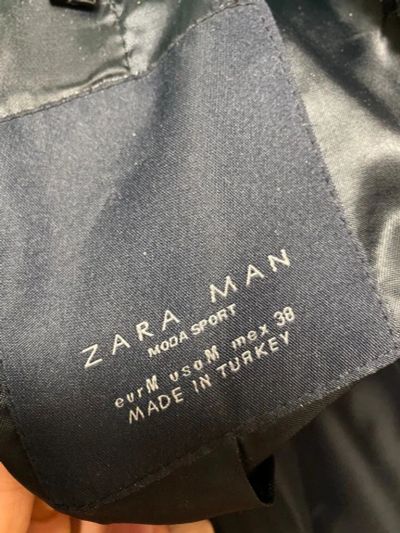 ZARA MAN
MODA SPORT
eurM usaM mex 38
MADE IN TURKEY